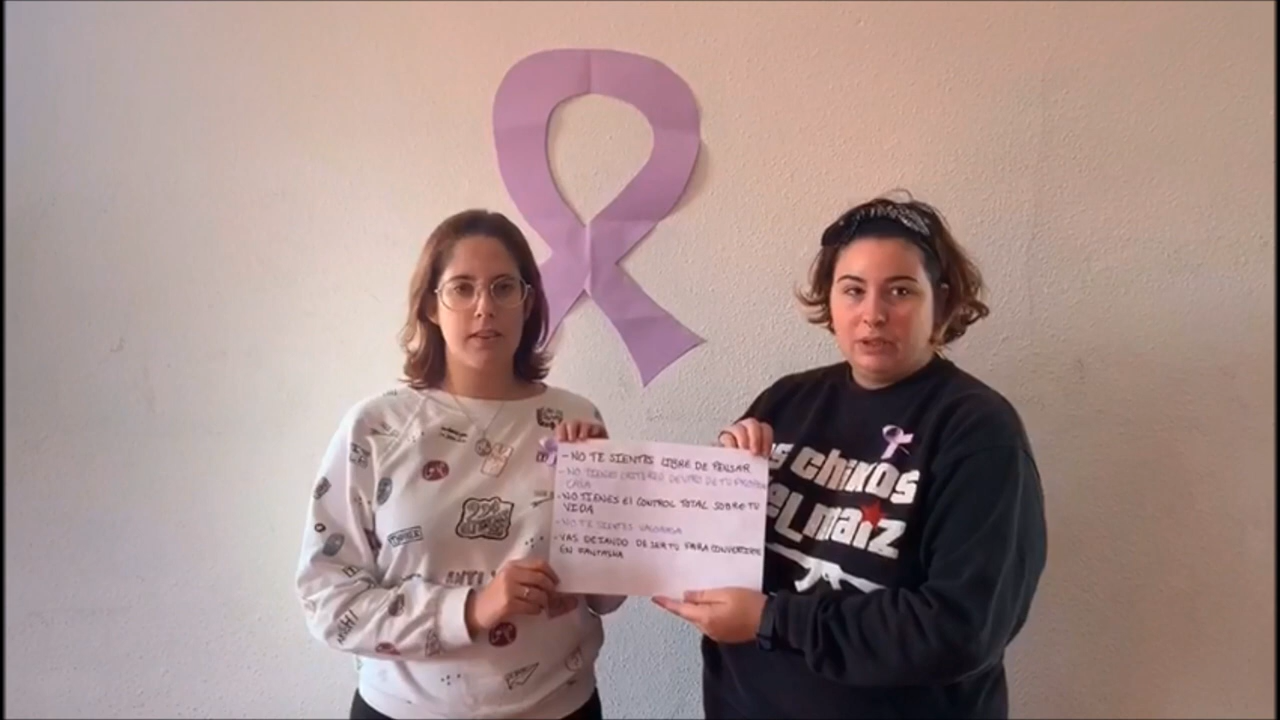 - NO TE SIENTES LIBRE DE PENSAR
- NO TIENES CRITERIO DENTRO DE TU PROPIA
CASA
- NO TIENES El CONTROL TOTAL SOBRE TU
VIDA
- NO TE SIENTES VALORADA
- VAS DEJANDO DE SER TU PARA CONVERTIRTE
EN FANTASMA
s CHIKOS
eL maiz
ANTI